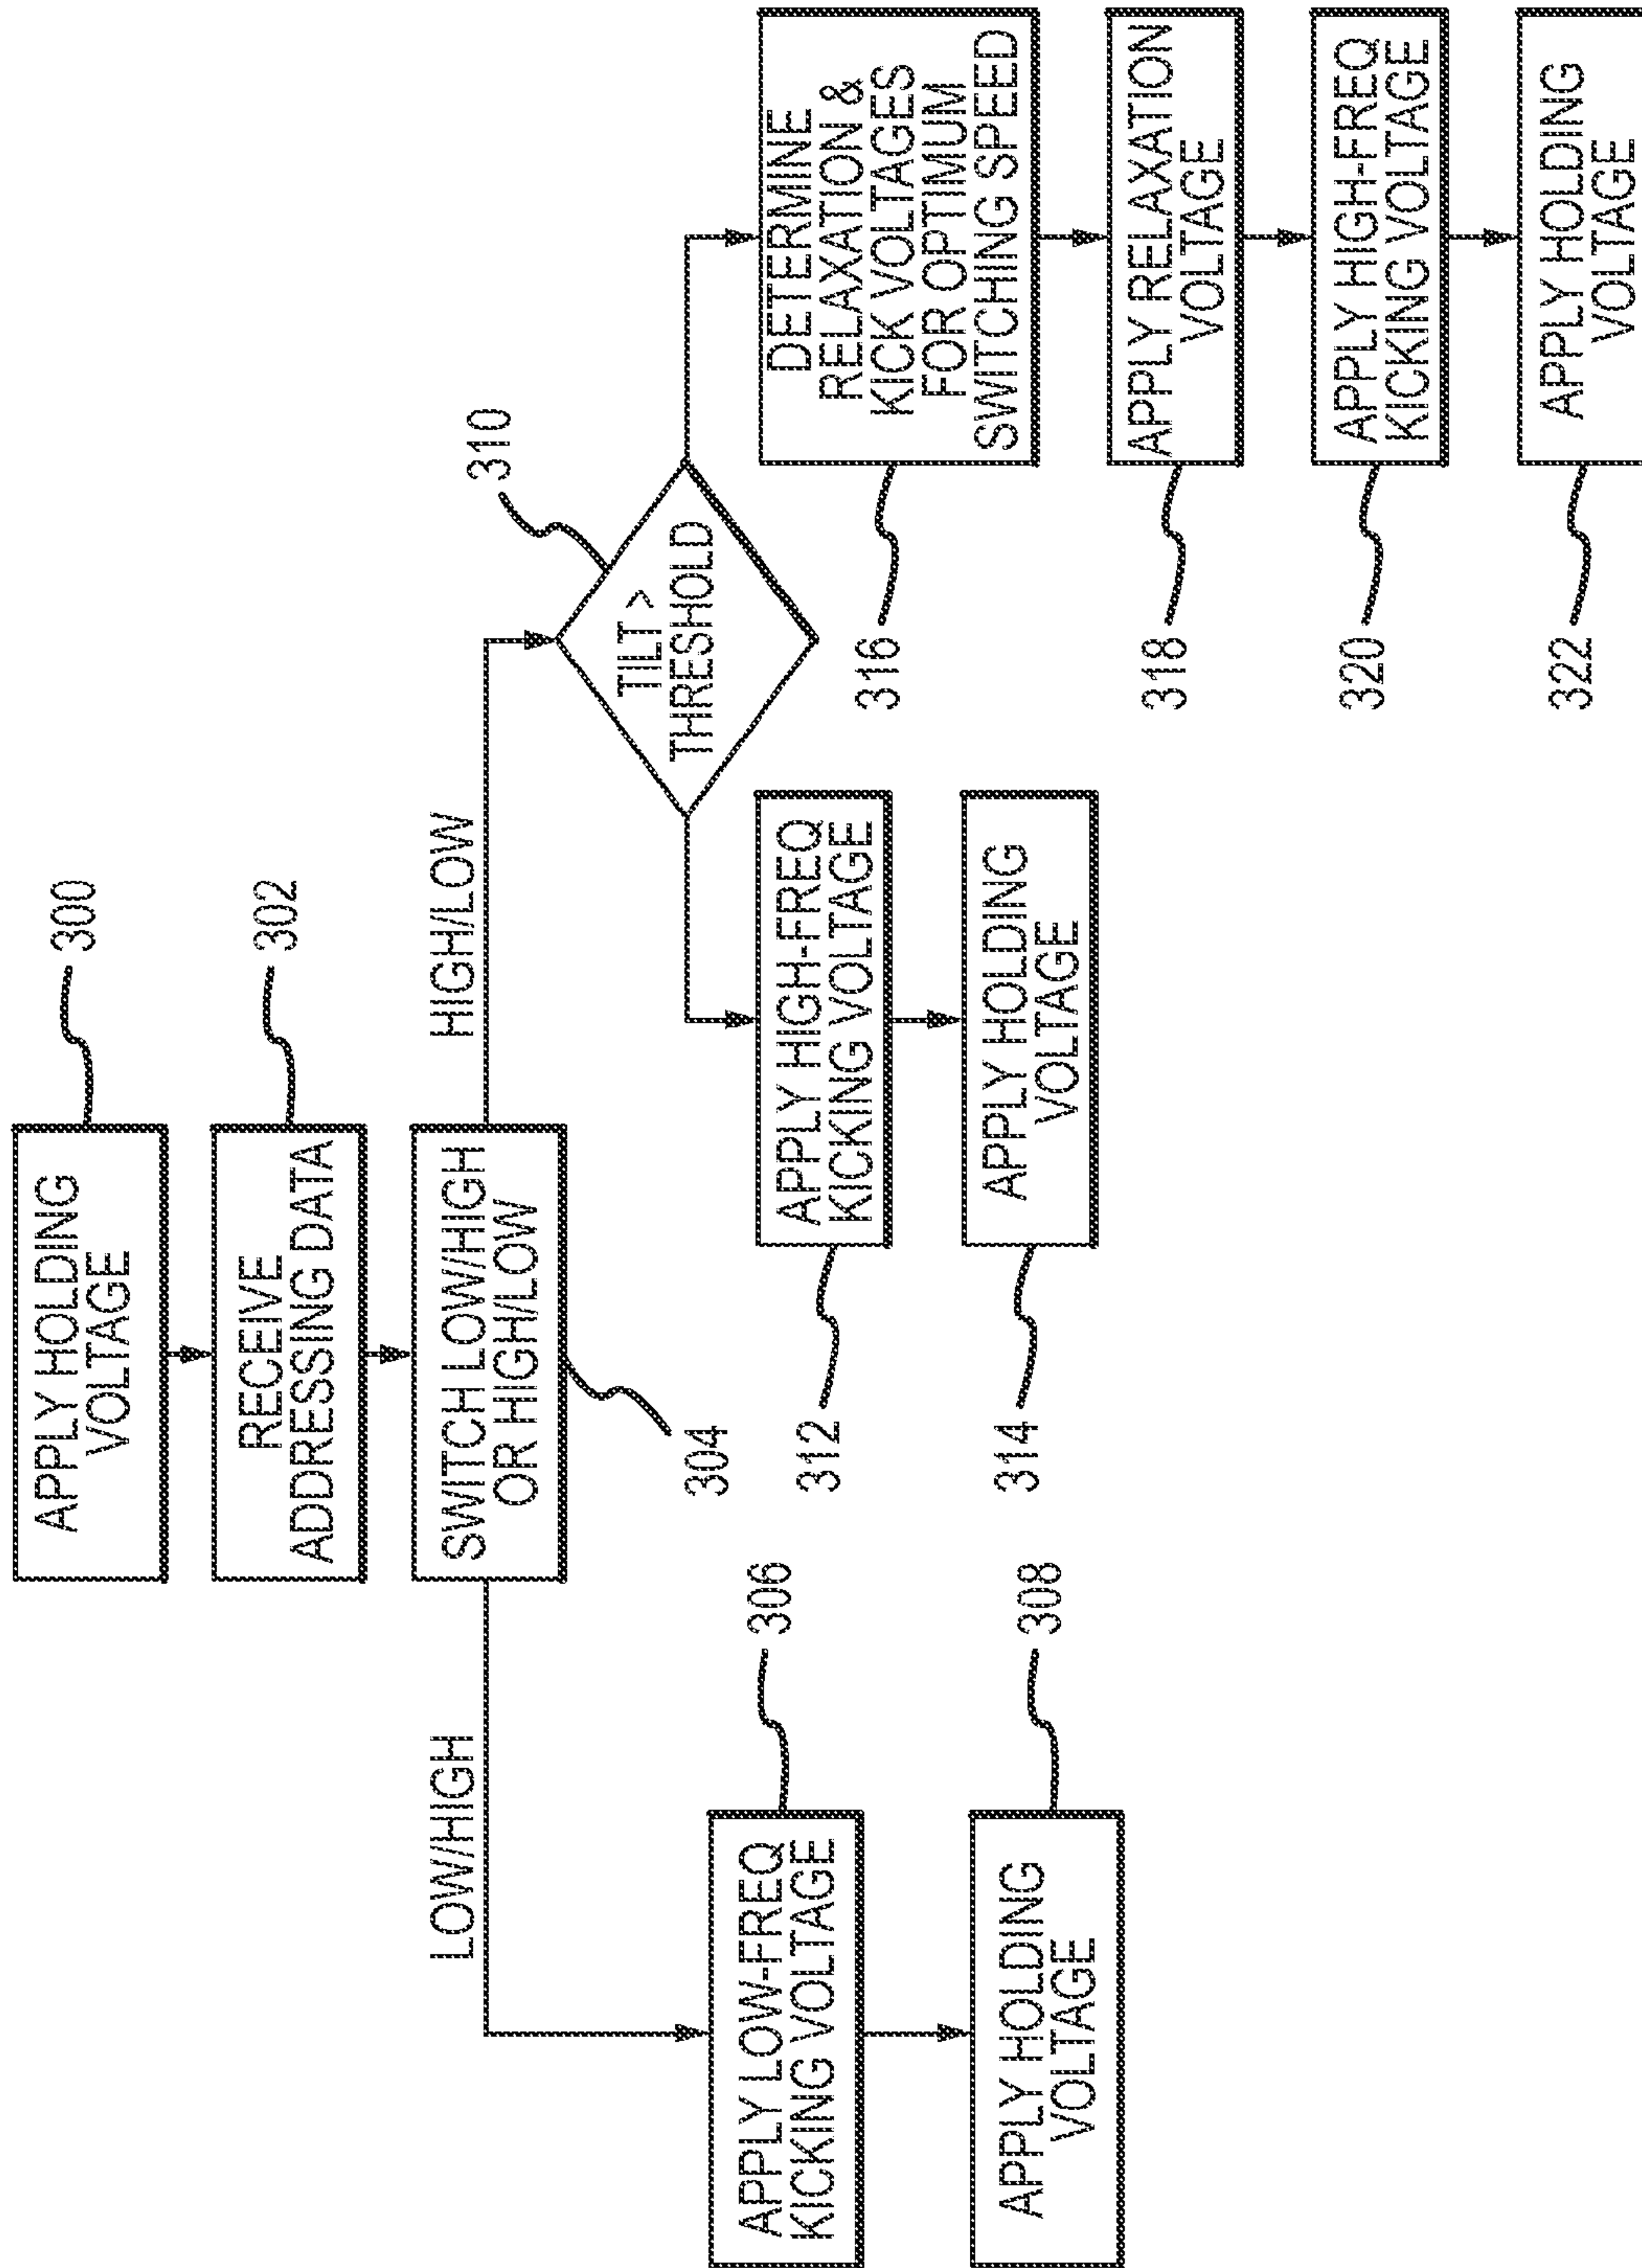 APPLY HOLDING
VOLTAGE
300
RECEIVE
ADDRESSING DATA
302
SWITCH LOW/HIGH
OR HIGH/LOW
304
LOW/HIGH
HIGH/LOW
APPLY LOW-FREQ
KICKING VOLTAGE
306
APPLY HOLDING
VOLTAGE
308
TILT >
THRESHOLD
310
APPLY HIGH-FREQ
KICKING VOLTAGE
312
APPLY HOLDING
VOLTAGE
314
DETERMINE
RELAXATION &
KICK VOLTAGES
FOR OPTIMUM
SWITCHING SPEED
316
APPLY RELAXATION
VOLTAGE
318
APPLY HIGH-FREQ
KICKING VOLTAGE
320
APPLY HOLDING
VOLTAGE
322